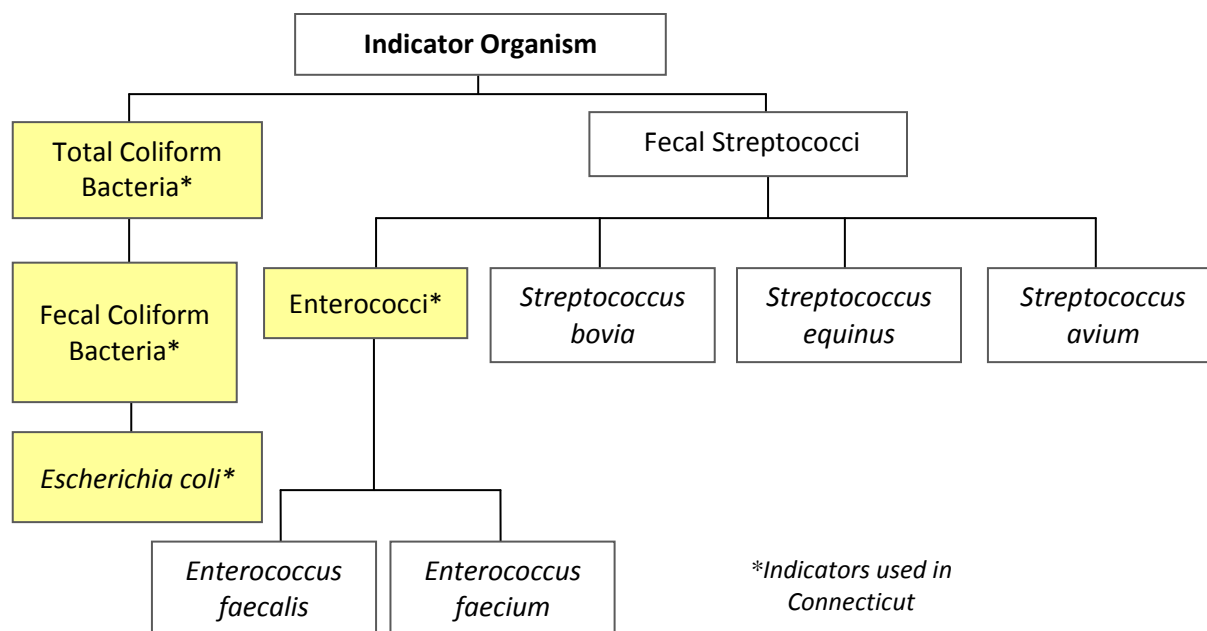 Indicator Organism
Total Coliform
Bacteria*
Fecal Streptococci
Fecal Coliform
Bacteria*
Enterococci*
Streptococcus
bovia
Streptococcus
equinus
Streptococcus
avium
Escherichia coli*
Enterococcus
faecalis
Enterococcus
faecium
*Indicators used in
Connecticut